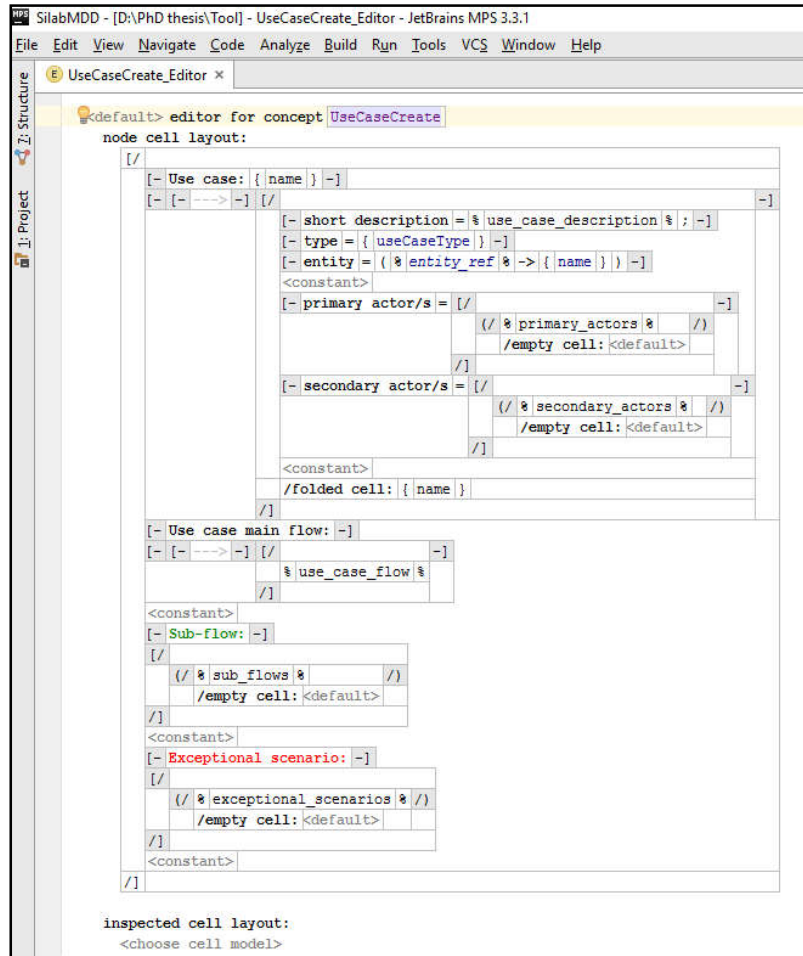 MPS SilabMDD - [D:\PhD thesis\Tool] - UseCaseCreate_Editor - JetBrains MPS 3.3.1
File Edit View Navigate Code Analyze Build Run Tools VCS Window Help
Z: Structure
1: Project
E UseCaseCreate_Editor ×
<default> editor for concept UseCaseCreate
node cell layout:
[/
[- Use case: { name } -]
[- [- ---> -] [/ -]
[- short description = % use_case_description % ; -]
[- type = { useCaseType } -]
[- entity = ( % entity_ref % -> { name } ) -]
<constant>
[- primary actor/s = [/ -]
(/ % primary_actors % /)
/empty cell: <default>
/]
[- secondary actor/s = [/ -]
(/ % secondary_actors % /)
/empty cell: <default>
/]
<constant>
/folded cell: { name }
/]
[- Use case main flow: -]
[- [- ---> -] [/ -]
% use_case_flow %
/]
<constant>
[- Sub-flow: -]
[/
(/ % sub_flows % /)
/empty cell: <default>
/]
<constant>
[- Exceptional scenario: -]
[/
(/ % exceptional_scenarios % /)
/empty cell: <default>
/]
<constant>
/]
inspected cell layout:
<choose cell model>